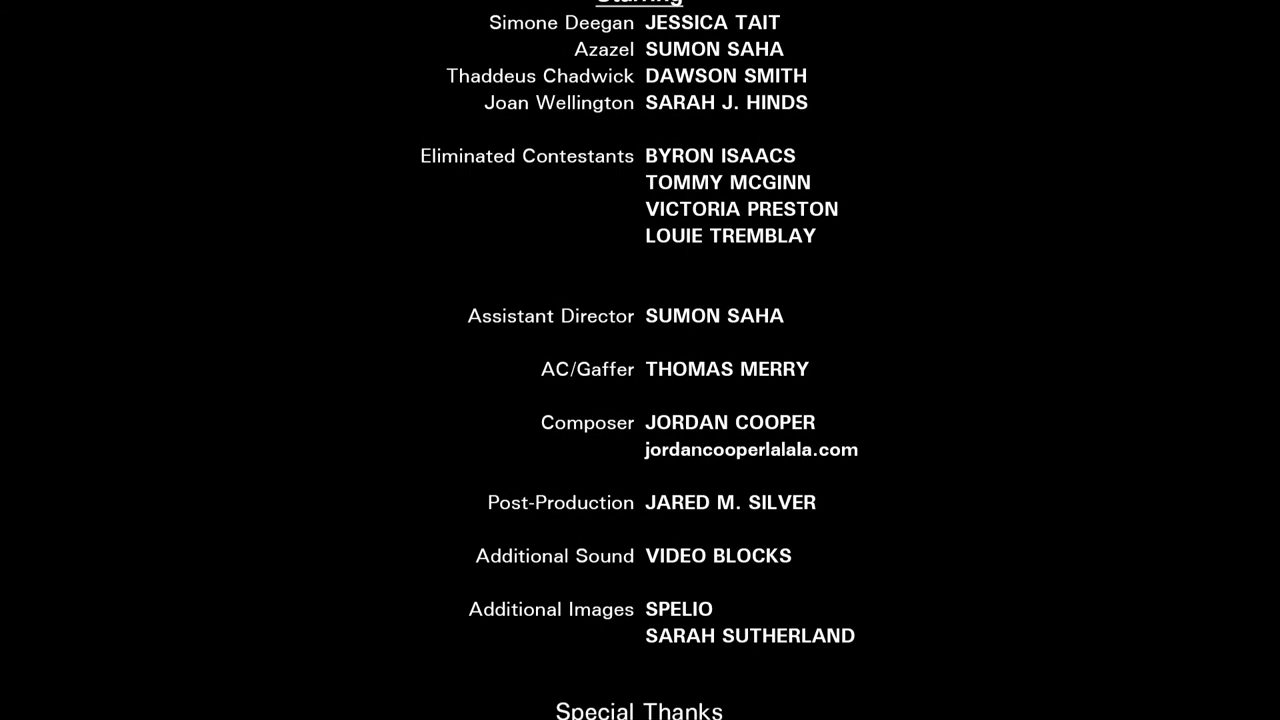 Starring
Simone Deegan JESSICA TAIT
Azazel SUMON SAHA
Thaddeus Chadwick DAWSON SMITH
Joan Wellington SARAH J. HINDS
Eliminated Contestants BYRON ISAACS
TOMMY MCGINN
VICTORIA PRESTON
LOUIE TREMBLAY
Assistant Director SUMON SAHA
AC/Gaffer THOMAS MERRY
Composer JORDAN COOPER
jordancooperlalala.com
Post-Production JARED M. SILVER
Additional Sound VIDEO BLOCKS
Additional Images SPELIO
SARAH SUTHERLAND
Special Thanks